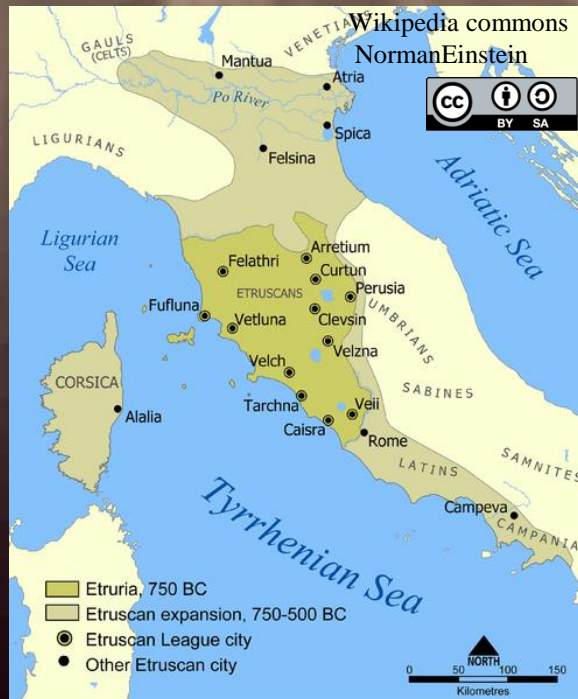 Wikipedia commons
NormanEinstein
CC BY SA
GAULS
(CELTS)
VENETIANS
Mantua
Atria
Po River
Spica
LIGURIANS
Felsina
Adriatic Sea
Ligurian
Sea
Arretium
Felathri
Curtun
ETRUSCANS
Perusia
Fufluna
Clevsin
UMBRIANS
Vetluna
Velzna
Velch
CORSICA
SABINES
Tarchna
Veii
Alalia
Caisra
Rome
LATINS
SAMNITES
Campeva
CAMPANIA
Tyrrhenian Sea
Etruria, 750 BC
Etruscan expansion, 750-500 BC
Etruscan League city
Other Etruscan city
NORTH
0 50 100 150
Kilometres